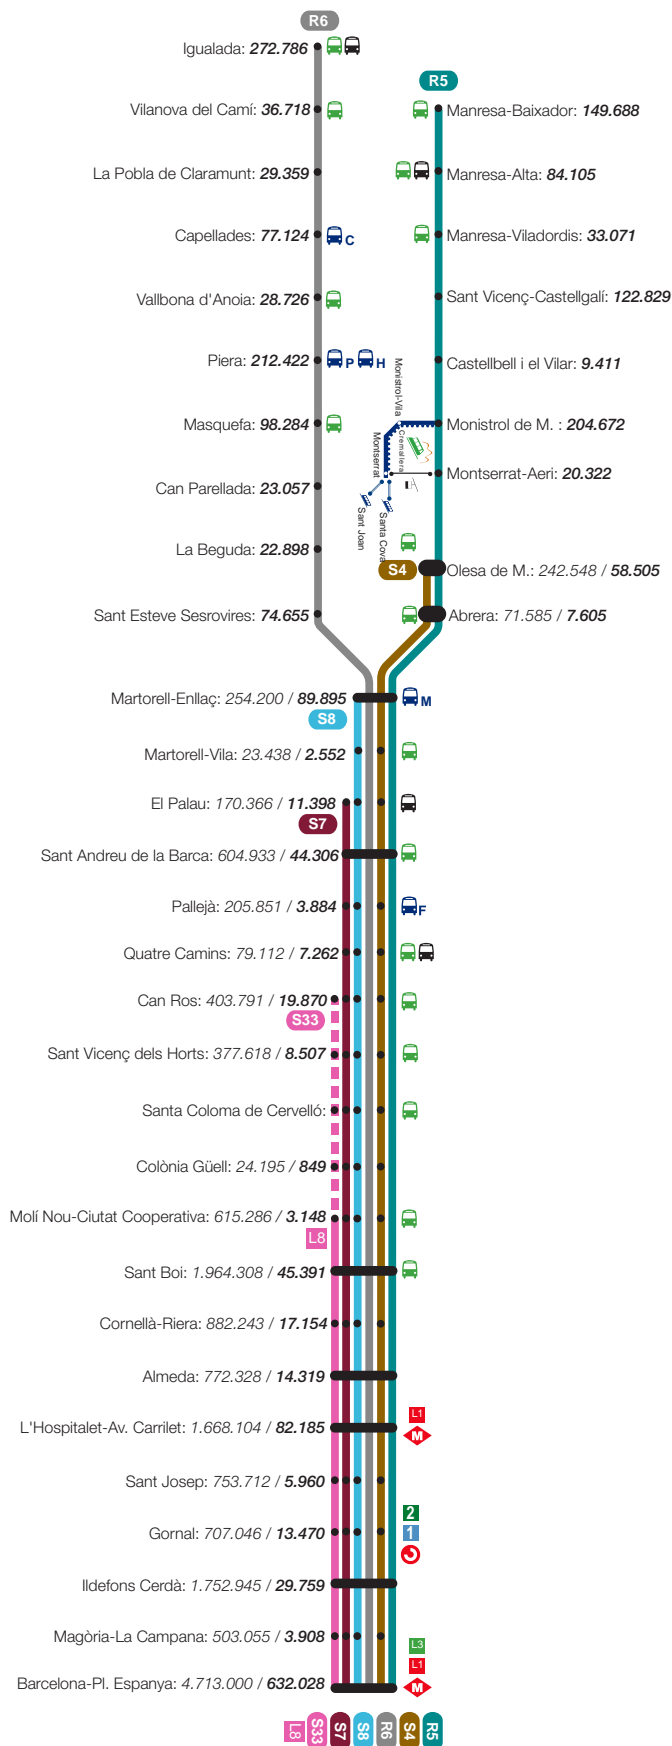 R6
Igualada: 272.786
R5
Vilanova del Camí: 36.718
Manresa-Baixador: 149.688
La Pobla de Claramunt: 29.359
Manresa-Alta: 84.105
Capellades: 77.124
C
Manresa-Viladordis: 33.071
Vallbona d'Anoia: 28.726
Sant Vicenç-Castellgalí: 122.829
Piera: 212.422
P
H
Castellbell i el Vilar: 9.411
Monistrol-Vila
Masquefa: 98.284
Monistrol de M. : 204.672
Cremallera
Montserrat
Montserrat-Aeri: 20.322
Can Parellada: 23.057
Sant Joan
Santa Cova
La Beguda: 22.898
S4
Olesa de M.: 242.548 / 58.505
Sant Esteve Sesrovires: 74.655
Abrera: 71.585 / 7.605
Martorell-Enllaç: 254.200 / 89.895
M
S8
Martorell-Vila: 23.438 / 2.552
El Palau: 170.366 / 11.398
S7
Sant Andreu de la Barca: 604.933 / 44.306
Pallejà: 205.851 / 3.884
F
Quatre Camins: 79.112 / 7.262
Can Ros: 403.791 / 19.870
S33
Sant Vicenç dels Horts: 377.618 / 8.507
Santa Coloma de Cervelló:
Colònia Güell: 24.195 / 849
Molí Nou-Ciutat Cooperativa: 615.286 / 3.148
L8
Sant Boi: 1.964.308 / 45.391
Cornellà-Riera: 882.243 / 17.154
Almeda: 772.328 / 14.319
L'Hospitalet-Av. Carrilet: 1.668.104 / 82.185
L1
M
Sant Josep: 753.712 / 5.960
2
Gornal: 707.046 / 13.470
1
Ildefons Cerdà: 1.752.945 / 29.759
Magòria-La Campana: 503.055 / 3.908
L3
L1
Barcelona-Pl. Espanya: 4.713.000 / 632.028
M
L8
S33
S7
S8
R6
S4
R5